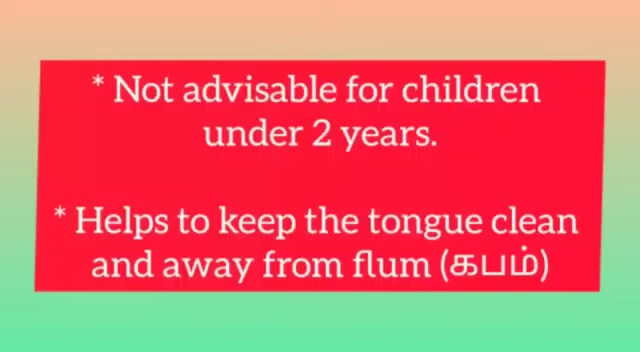 * Not advisable for children
under 2 years.
* Helps to keep the tongue clean
and away from flum (கபம்)